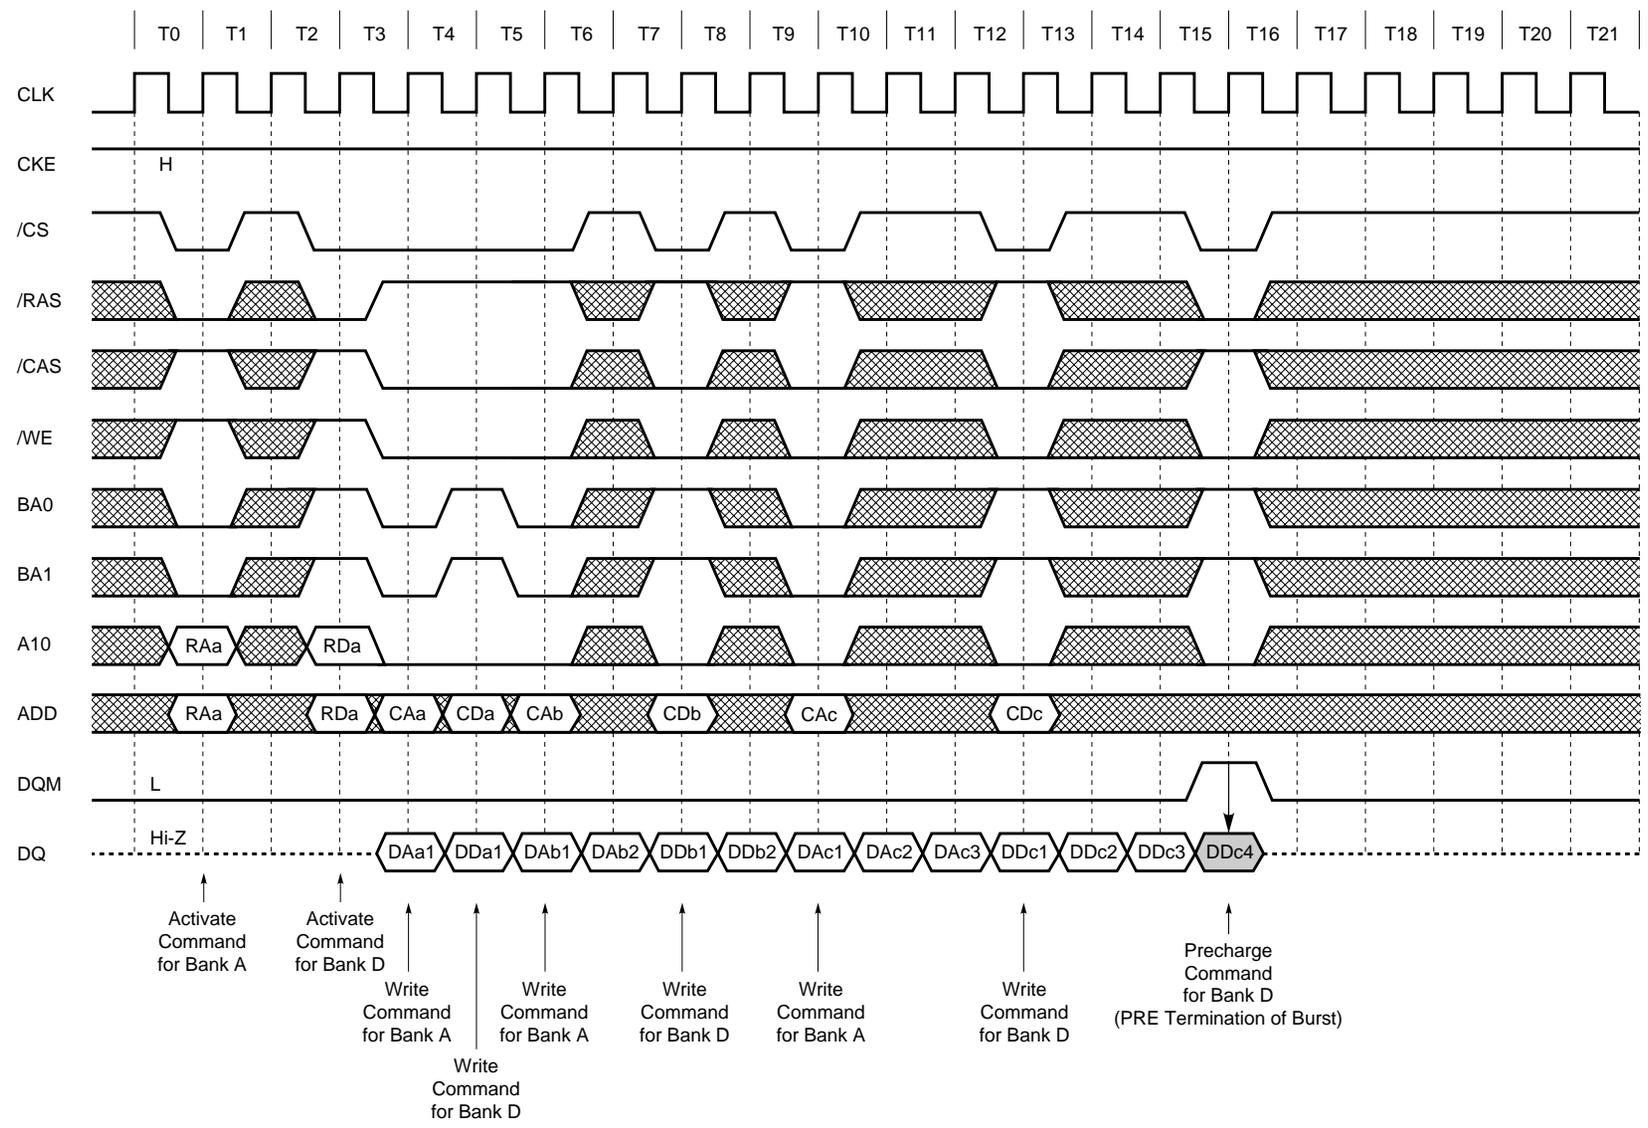 T0 T1 T2 T3 T4 T5 T6 T7 T8 T9 T10 T11 T12 T13 T14 T15 T16 T17 T18 T19 T20 T21
CLK
CKE H
/CS
/RAS
/CAS
/WE
BA0
BA1
A10 RAa RDa
ADD RAa RDa CAa CDa CAb CDb CAc CDc
DQM L
Hi-Z
DQ DAa1 DDa1 DAb1 DAb2 DDb1 DDb2 DAc1 DAc2 DAc3 DDc1 DDc2 DDc3 DDc4
Activate
Command
for Bank A
Activate
Command
for Bank D
Write
Command
for Bank A
Write
Command
for Bank D
Write
Command
for Bank A
Write
Command
for Bank D
Write
Command
for Bank A
Write
Command
for Bank D
Precharge
Command
for Bank D
(PRE Termination of Burst)